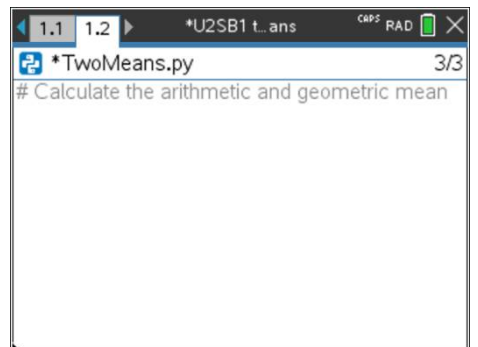 1.1 1.2 *U2SB1 t...ans CAPS RAD
*TwoMeans.py 3/3
# Calculate the arithmetic and geometric mean